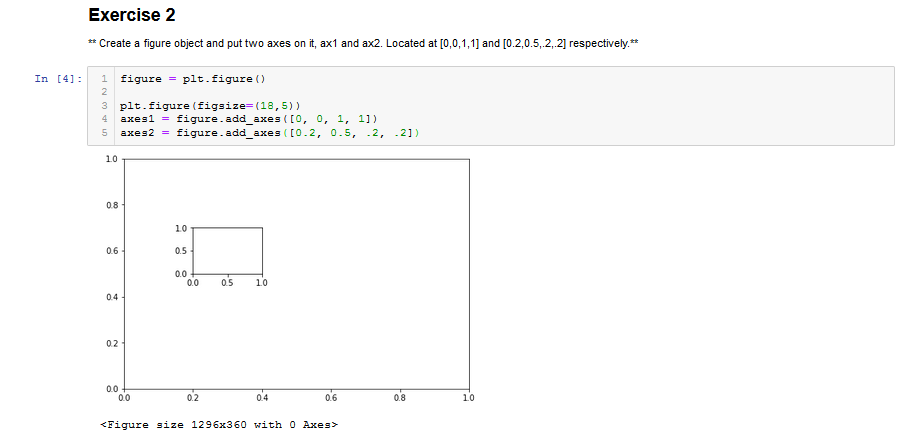 Exercise 2
** Create a figure object and put two axes on it, ax1 and ax2. Located at [0,0,1,1] and [0.2,0.5,.2,.2] respectively.**
In [4]:
1 figure = plt.figure()
2
3 plt.figure(figsize=(18,5))
4 axes1 = figure.add_axes([0, 0, 1, 1])
5 axes2 = figure.add_axes([0.2, 0.5, .2, .2])
1.0
0.8
1.0
0.6
0.5
0.0
0.0 0.5 1.0
0.4
0.2
0.0
0.0 0.2 0.4 0.6 0.8 1.0
<Figure size 1296x360 with 0 Axes>